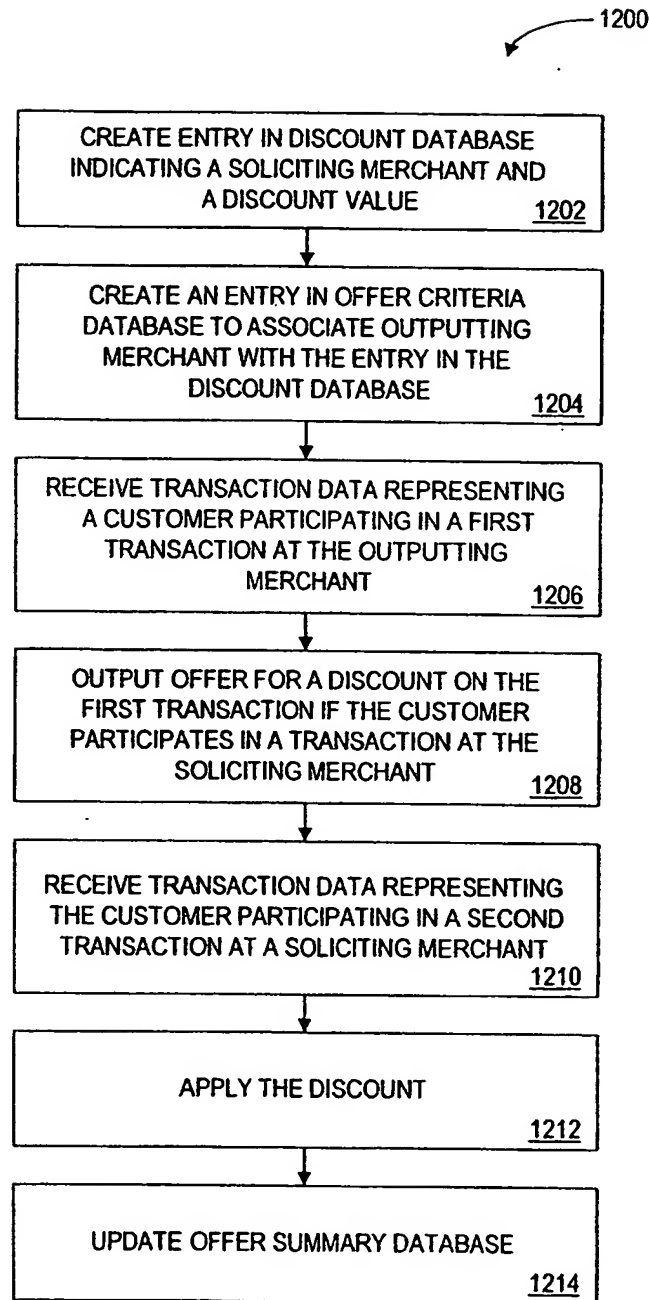 1200
CREATE ENTRY IN DISCOUNT DATABASE
INDICATING A SOLICITING MERCHANT AND
A DISCOUNT VALUE
1202
CREATE AN ENTRY IN OFFER CRITERIA
DATABASE TO ASSOCIATE OUTPUTTING
MERCHANT WITH THE ENTRY IN THE
DISCOUNT DATABASE
1204
RECEIVE TRANSACTION DATA REPRESENTING
A CUSTOMER PARTICIPATING IN A FIRST
TRANSACTION AT THE OUTPUTTING
MERCHANT
1206
OUTPUT OFFER FOR A DISCOUNT ON THE
FIRST TRANSACTION IF THE CUSTOMER
PARTICIPATES IN A TRANSACTION AT THE
SOLICITING MERCHANT
1208
RECEIVE TRANSACTION DATA REPRESENTING
THE CUSTOMER PARTICIPATING IN A SECOND
TRANSACTION AT A SOLICITING MERCHANT
1210
APPLY THE DISCOUNT
1212
UPDATE OFFER SUMMARY DATABASE
1214